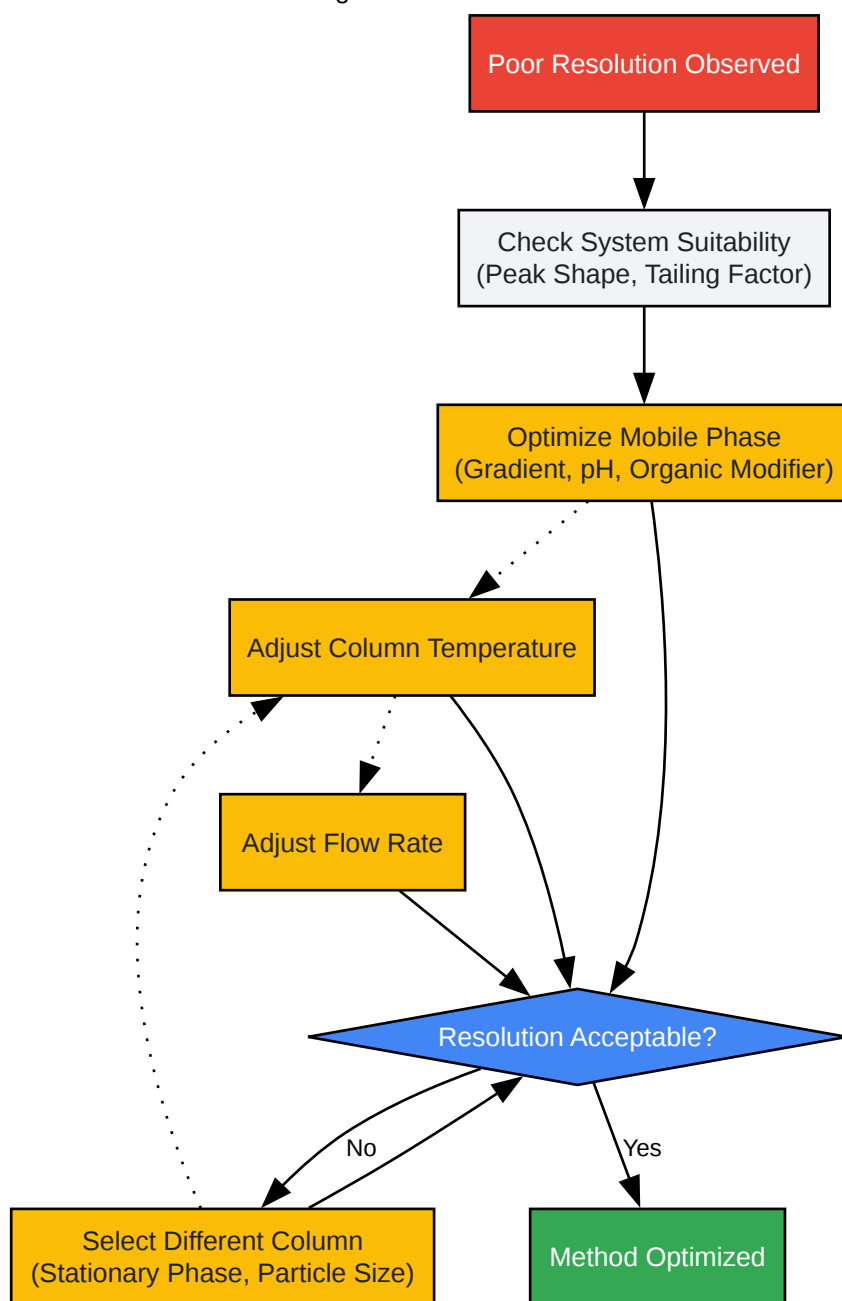 Poor Resolution Observed
Check System Suitability
(Peak Shape, Tailing Factor)
Optimize Mobile Phase
(Gradient, pH, Organic Modifier)
Adjust Column Temperature
Adjust Flow Rate
Resolution Acceptable?
No
Yes
Select Different Column
(Stationary Phase, Particle Size)
Method Optimized